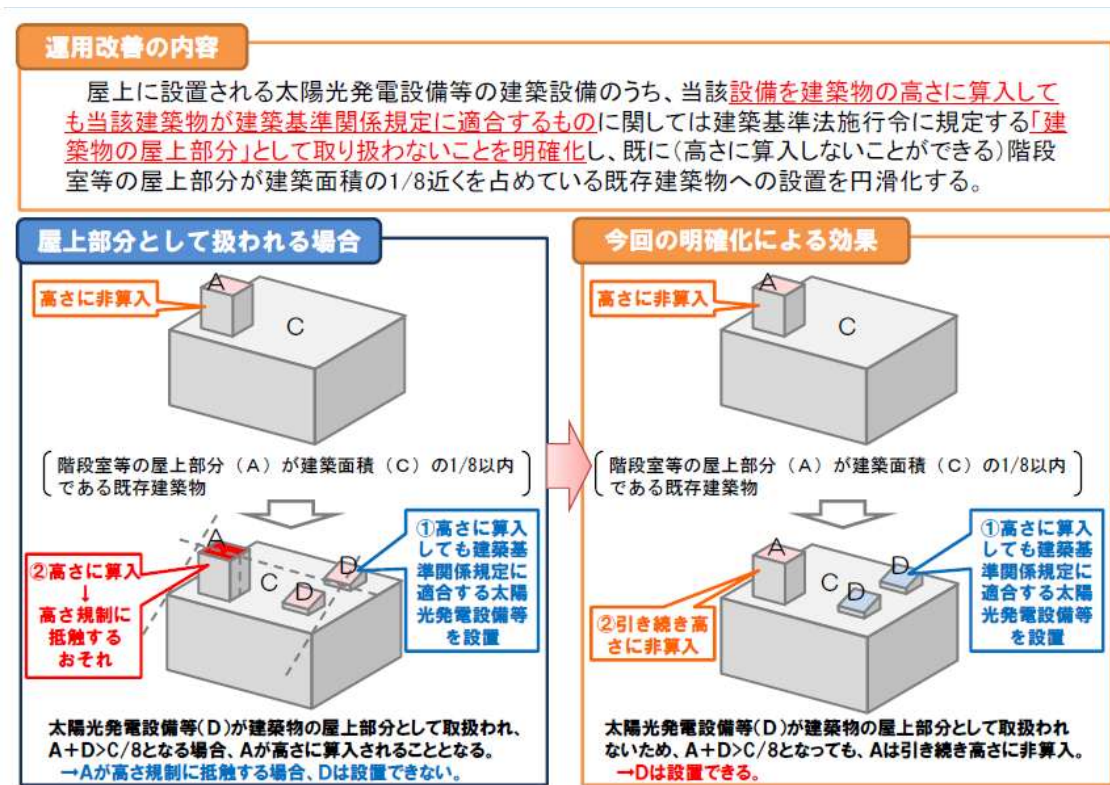 運用改善の内容
屋上に設置される太陽光発電設備等の建築設備のうち、当該設備を建築物の高さに算入して
も当該建築物が建築基準関係規定に適合するものに関しては建築基準法施行令に規定する「建
築物の屋上部分」として取り扱わないことを明確化し、既に(高さに算入しないことができる)階段
室等の屋上部分が建築面積の1/8近くを占めている既存建築物への設置を円滑化する。
屋上部分として扱われる場合
A
高さに非算入
C
階段室等の屋上部分(A)が建築面積(C)の1/8以内
である既存建築物
A
②高さに算入
↓
高さ規制に
抵触する
おそれ
C
D
D
①高さに算入
しても建築基
準関係規定に
適合する太陽
光発電設備等
を設置
太陽光発電設備等(D)が建築物の屋上部分として取扱われ、
A+D>C/8となる場合、Aが高さに算入されることとなる。
→Aが高さ規制に抵触する場合、Dは設置できない。
今回の明確化による効果
A
高さに非算入
C
階段室等の屋上部分(A)が建築面積(C)の1/8以内
である既存建築物
A
②引き続き高
さに非算入
C
D
D
①高さに算入
しても建築基
準関係規定に
適合する太陽
光発電設備等
を設置
太陽光発電設備等(D)が建築物の屋上部分として取扱われ
ないため、A+D>C/8となっても、Aは引き続き高さに非算入。
→Dは設置できる。